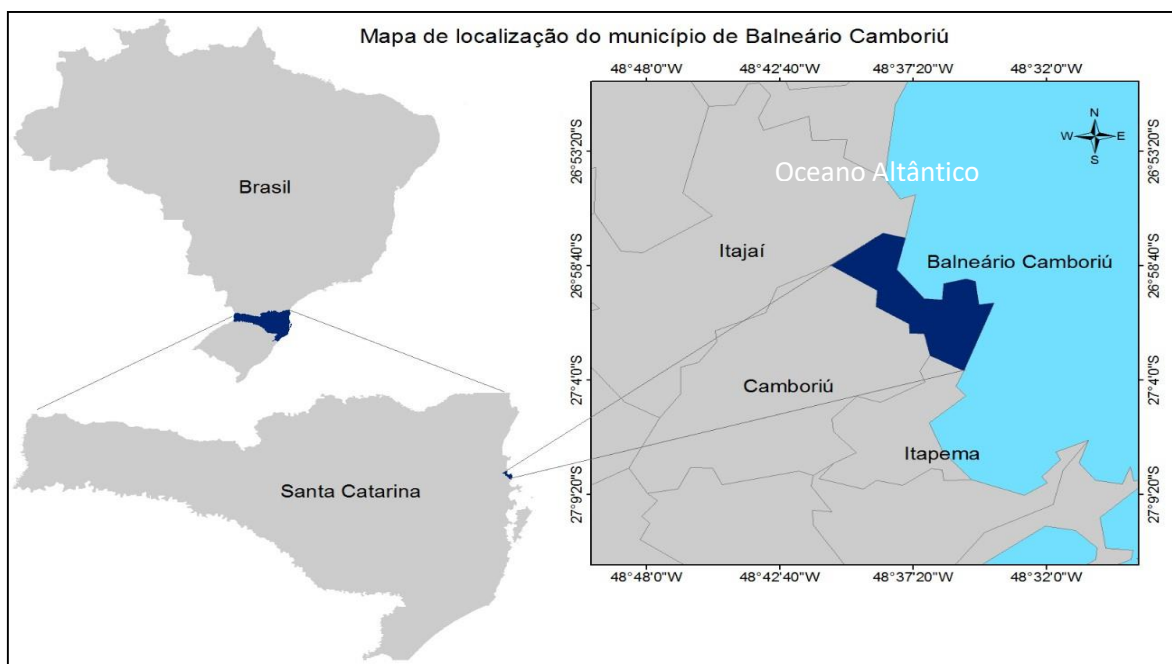 Mapa de localização do município de Balneário Camboriú
Brasil
Santa Catarina
48°48'0"W 48°42'40"W 48°37'20"W 48°32'0"W
26°53'20"S
26°58'40"S
27°4'0"S
27°9'20"S
N
W E
S
Oceano Altântico
Itajaí
Balneário Camboriú
Camboriú
Itapema
48°48'0"W 48°42'40"W 48°37'20"W 48°32'0"W
26°53'20"S
26°58'40"S
27°4'0"S
27°9'20"S